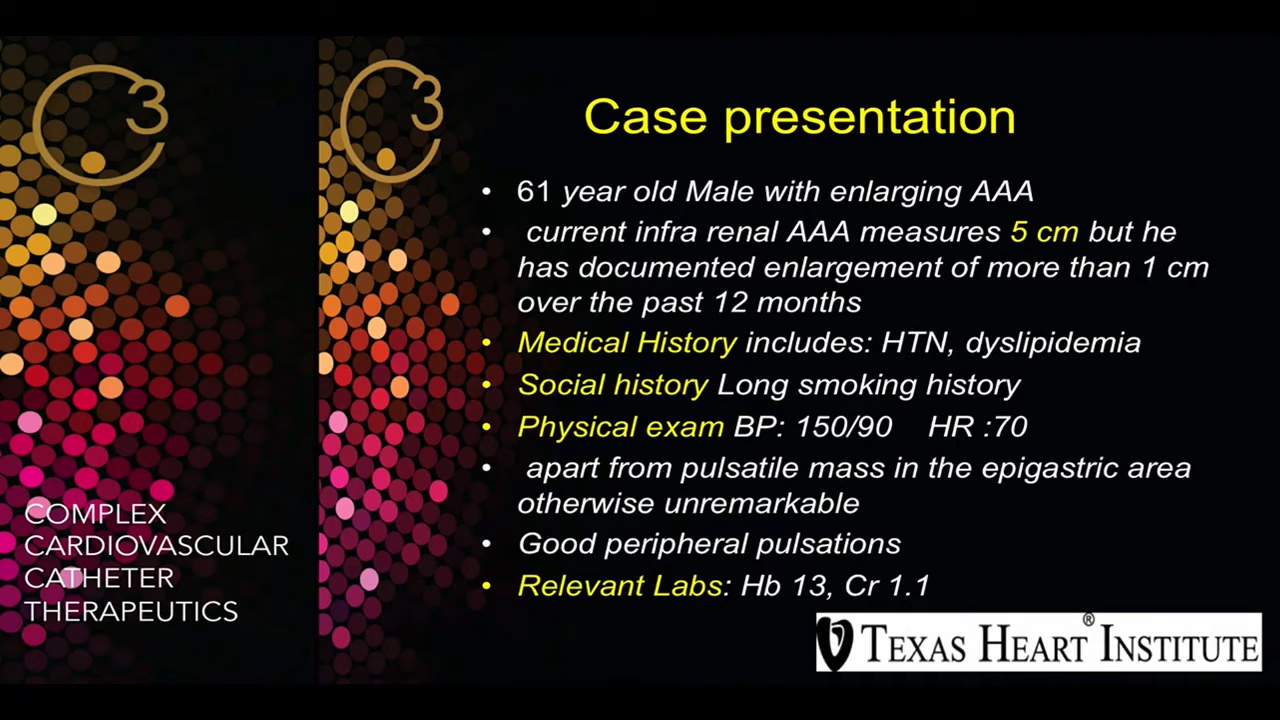 3
COMPLEX
CARDIOVASCULAR
CATHETER
THERAPEUTICS
3
Case presentation
• 61 year old Male with enlarging AAA
• current infra renal AAA measures 5 cm but he
has documented enlargement of more than 1 cm
over the past 12 months
• Medical History includes: HTN, dyslipidemia
• Social history Long smoking history
• Physical exam BP: 150/90 HR :70
• apart from pulsatile mass in the epigastric area
otherwise unremarkable
• Good peripheral pulsations
• Relevant Labs: Hb 13, Cr 1.1
TEXAS HEART® INSTITUTE